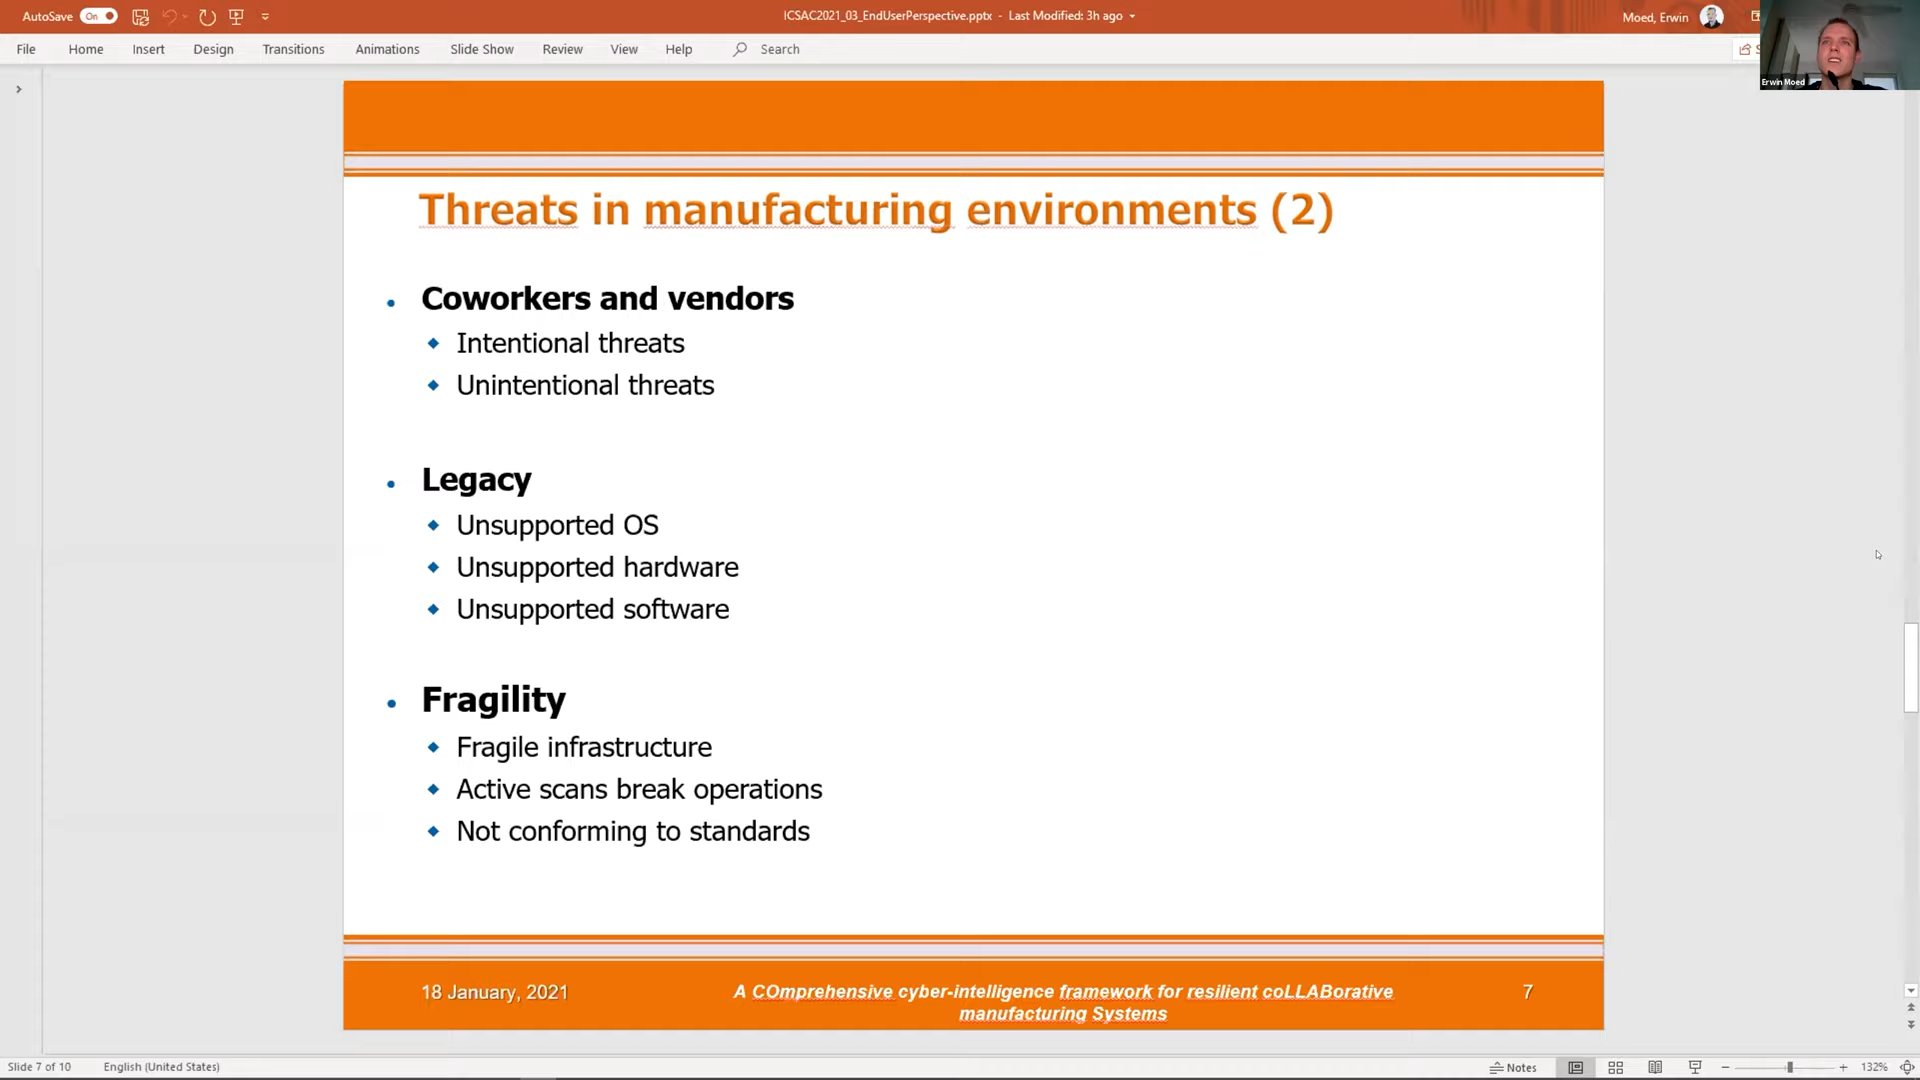 AutoSave On ICSAC2021_03_EndUserPerspective.pptx - Last Modified: 3h ago Moed, Erwin
File Home Insert Design Transitions Animations Slide Show Review View Help Search
Erwin Moed
Threats in manufacturing environments (2)
• Coworkers and vendors
Intentional threats
Unintentional threats
• Legacy
Unsupported OS
Unsupported hardware
Unsupported software
• Fragility
Fragile infrastructure
Active scans break operations
Not conforming to standards
18 January, 2021 A COmprehensive cyber-intelligence framework for resilient coLLABorative 7
manufacturing Systems
Slide 7 of 10 English (United States) Notes 132%